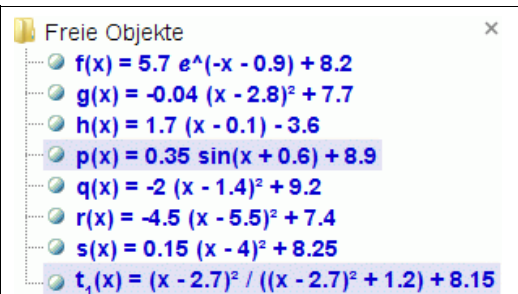 Freie Objekte
f(x) = 5.7 e^(-x - 0.9) + 8.2
g(x) = -0.04 (x - 2.8)² + 7.7
h(x) = 1.7 (x - 0.1) - 3.6
p(x) = 0.35 sin(x + 0.6) + 8.9
q(x) = -2 (x - 1.4)² + 9.2
r(x) = -4.5 (x - 5.5)² + 7.4
s(x) = 0.15 (x - 4)² + 8.25
t₁(x) = (x - 2.7)² / ((x - 2.7)² + 1.2) + 8.15